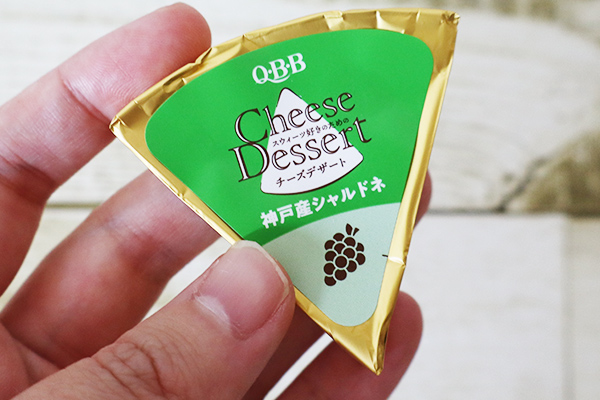 Q・B・B
Cheese
スウィーツ好きのための
Dessert
チーズデザート
神戸産シャルドネ